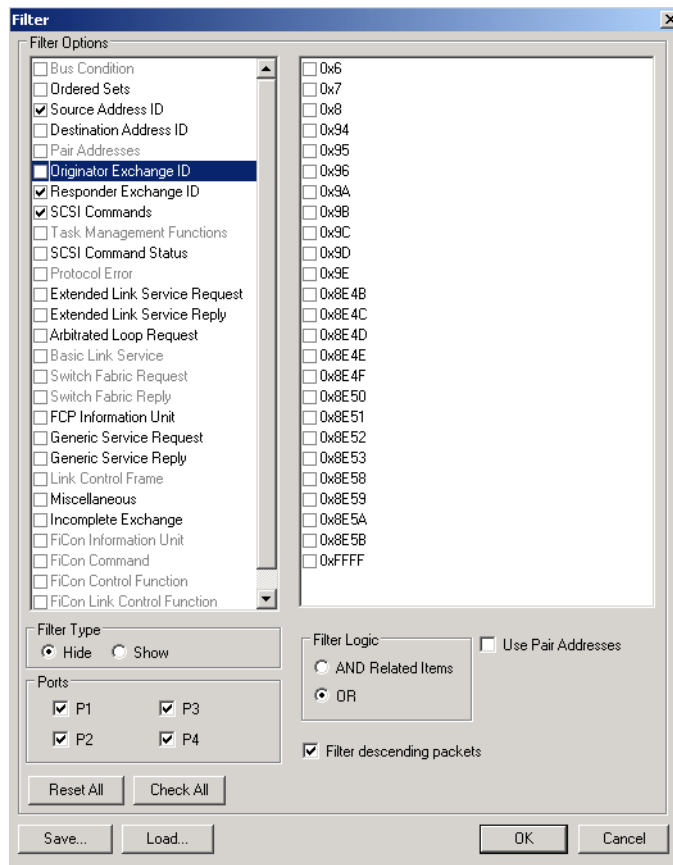 Filter
Filter Options
Bus Condition
Ordered Sets
Source Address ID
Destination Address ID
Pair Addresses
Originator Exchange ID
Responder Exchange ID
SCSI Commands
Task Management Functions
SCSI Command Status
Protocol Error
Extended Link Service Request
Extended Link Service Reply
Arbitrated Loop Request
Basic Link Service
Switch Fabric Request
Switch Fabric Reply
FCP Information Unit
Generic Service Request
Generic Service Reply
Link Control Frame
Miscellaneous
Incomplete Exchange
FiCon Information Unit
FiCon Command
FiCon Control Function
FiCon Link Control Function
0x6
0x7
0x8
0x94
0x95
0x96
0x9A
0x9B
0x9C
0x9D
0x9E
0x8E4B
0x8E4C
0x8E4D
0x8E4E
0x8E4F
0x8E50
0x8E51
0x8E52
0x8E53
0x8E58
0x8E59
0x8E5A
0x8E5B
0xFFFF
Filter Type
Hide Show
Ports
P1 P3
P2 P4
Filter Logic
AND Related Items
OR
Use Pair Addresses
Filter descending packets
Reset All Check All
Save... Load... OK Cancel